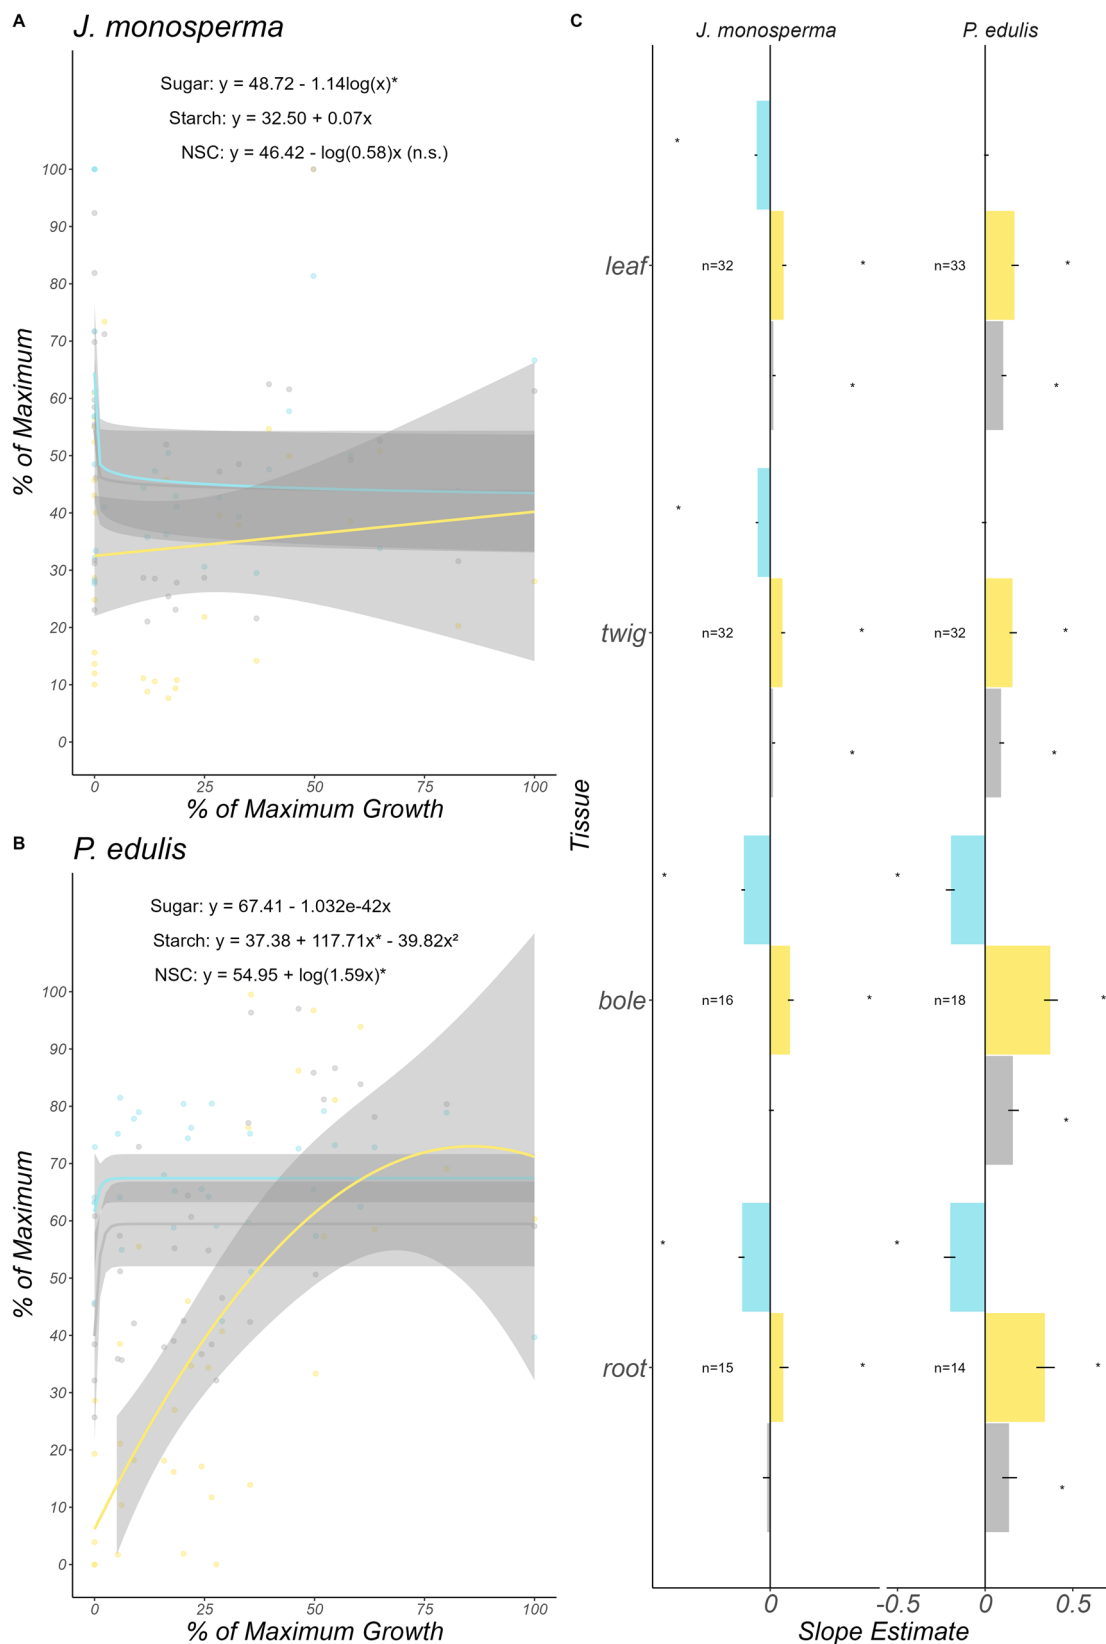 A
J. monosperma
Sugar: y = 48.72 - 1.14log(x)*
Starch: y = 32.50 + 0.07x
NSC: y = 46.42 - log(0.58)x (n.s.)
100
90
80
70
60
50
40
30
20
10
0
% of Maximum
0 25 50 75 100
% of Maximum Growth
B
P. edulis
Sugar: y = 67.41 - 1.032e-42x
Starch: y = 37.38 + 117.71x* - 39.82x²
NSC: y = 54.95 + log(1.59x)*
100
90
80
70
60
50
40
30
20
10
0
% of Maximum
0 25 50 75 100
% of Maximum Growth
C
J. monosperma P. edulis
*
leaf n=32 * n=33 *
* *
*
twig n=32 * n=32 *
* *
Tissue
* *
bole n=16 * n=18 *
*
* *
root n=15 * n=14 *
*
0 -0.5 0 0.5
Slope Estimate